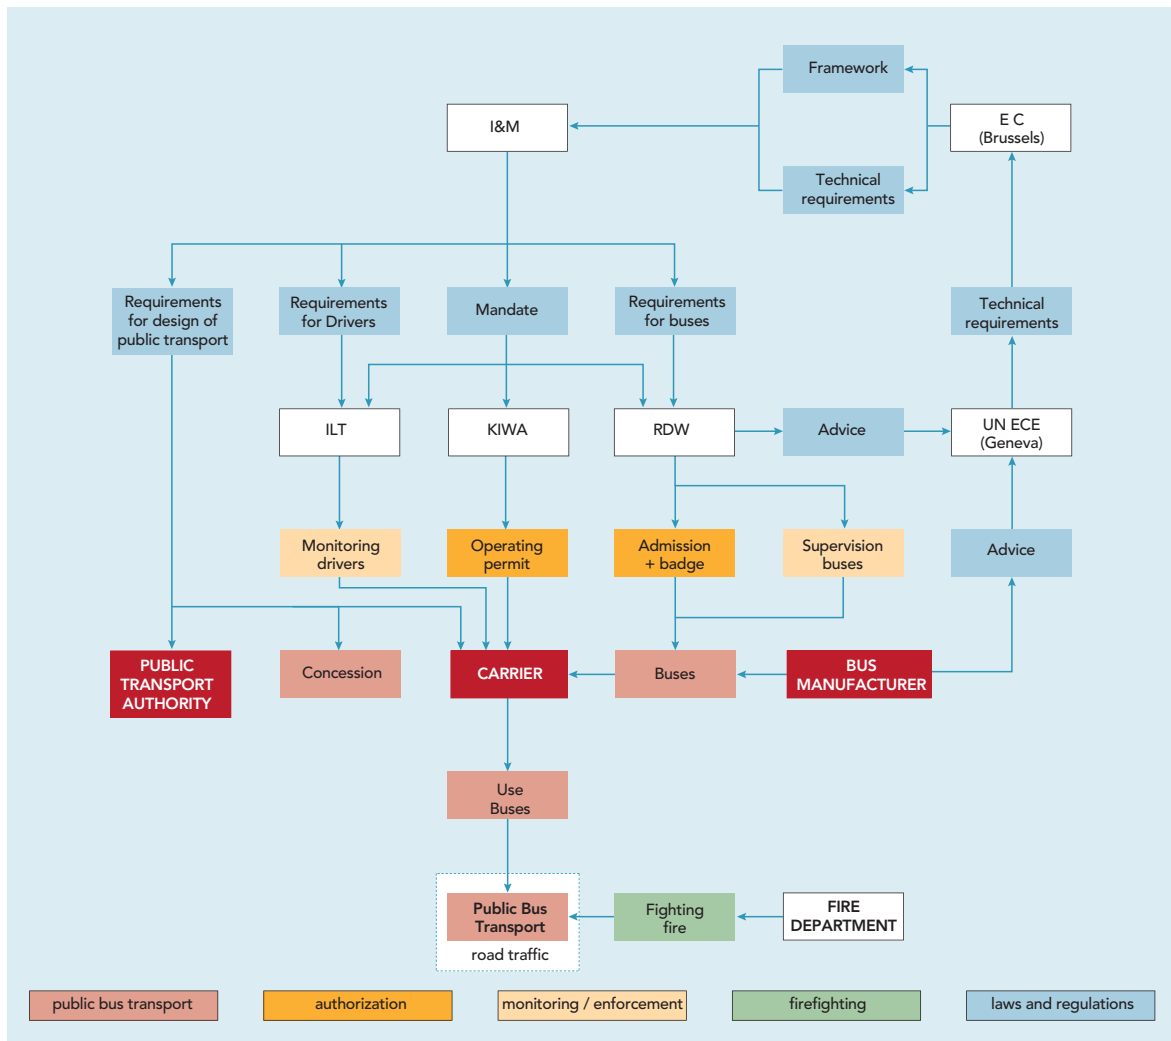 Framework
I&M
E C
(Brussels)
Technical
requirements
Requirements
for design of
public transport
Requirements
for Drivers
Mandate
Requirements
for buses
Technical
requirements
ILT
KIWA
RDW
Advice
UN ECE
(Geneva)
Monitoring
drivers
Operating
permit
Admission
+ badge
Supervision
buses
Advice
PUBLIC
TRANSPORT
AUTHORITY
Concession
CARRIER
Buses
BUS
MANUFACTURER
Use
Buses
Public Bus
Transport
road traffic
Fighting
fire
FIRE
DEPARTMENT
public bus transport
authorization
monitoring / enforcement
firefighting
laws and regulations